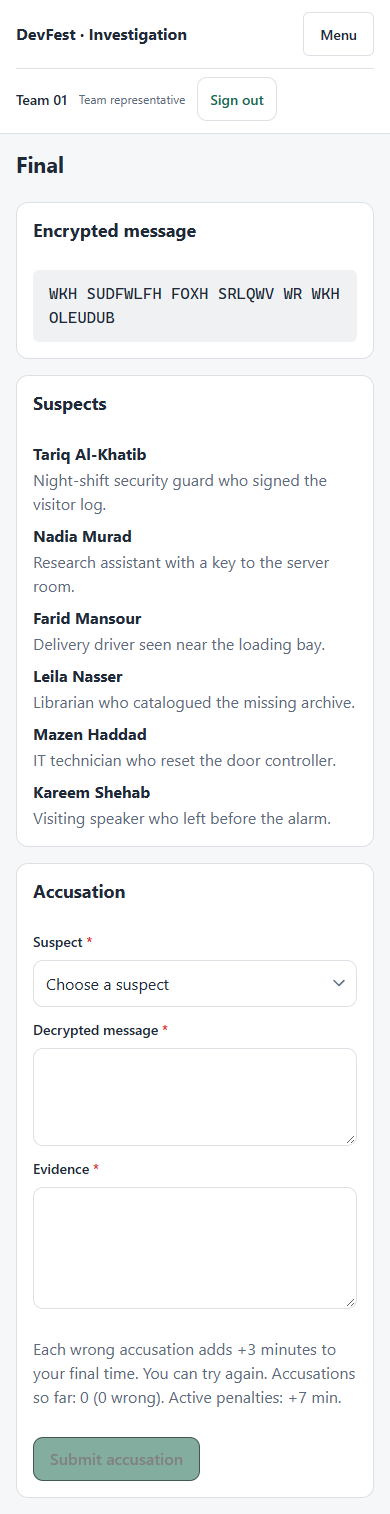 DevFest · Investigation
Menu
Team 01 Team representative Sign out
Final
Encrypted message
WKH SUDFWLFH FOXH SRLQWV WR WKH
OLEUDUB
Suspects
Tariq Al-Khatib
Night-shift security guard who signed the
visitor log.
Nadia Murad
Research assistant with a key to the server
room.
Farid Mansour
Delivery driver seen near the loading bay.
Leila Nasser
Librarian who catalogued the missing archive.
Mazen Haddad
IT technician who reset the door controller.
Kareem Shehab
Visiting speaker who left before the alarm.
Accusation
Suspect *
Choose a suspect
Decrypted message *
Evidence *
Each wrong accusation adds +3 minutes to
your final time. You can try again. Accusations
so far: 0 (0 wrong). Active penalties: +7 min.
Submit accusation